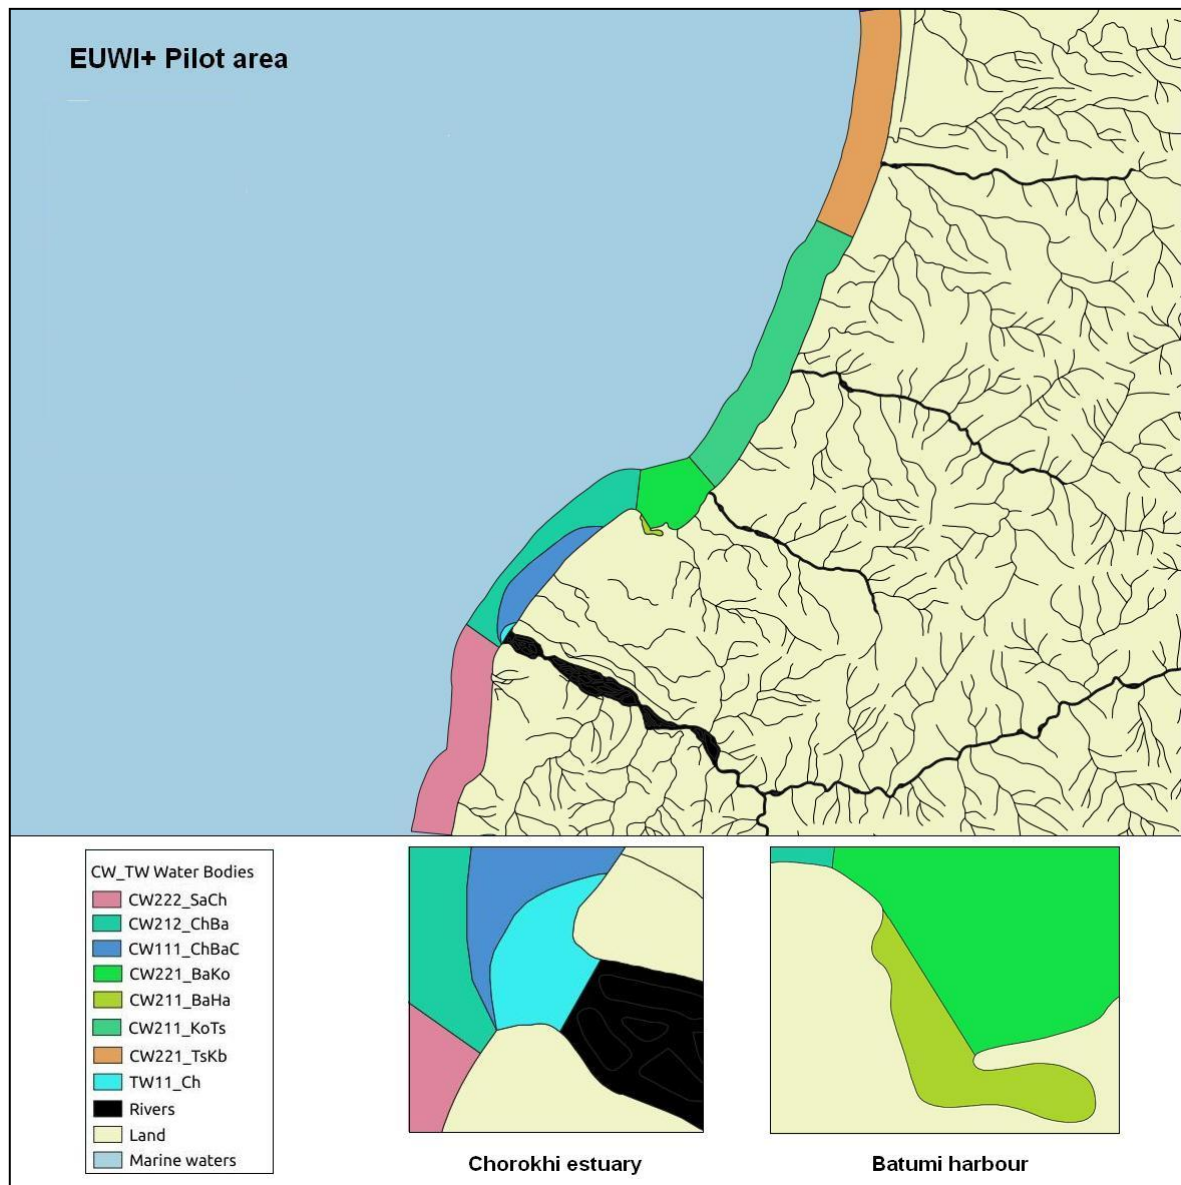 EUWI+ Pilot area
CW_TW Water Bodies
CW222_SaCh
CW212_ChBa
CW111_ChBaC
CW221_BaKo
CW211_BaHa
CW211_KoTs
CW221_TsKb
TW11_Ch
Rivers
Land
Marine waters
Chorokhi estuary
Batumi harbour